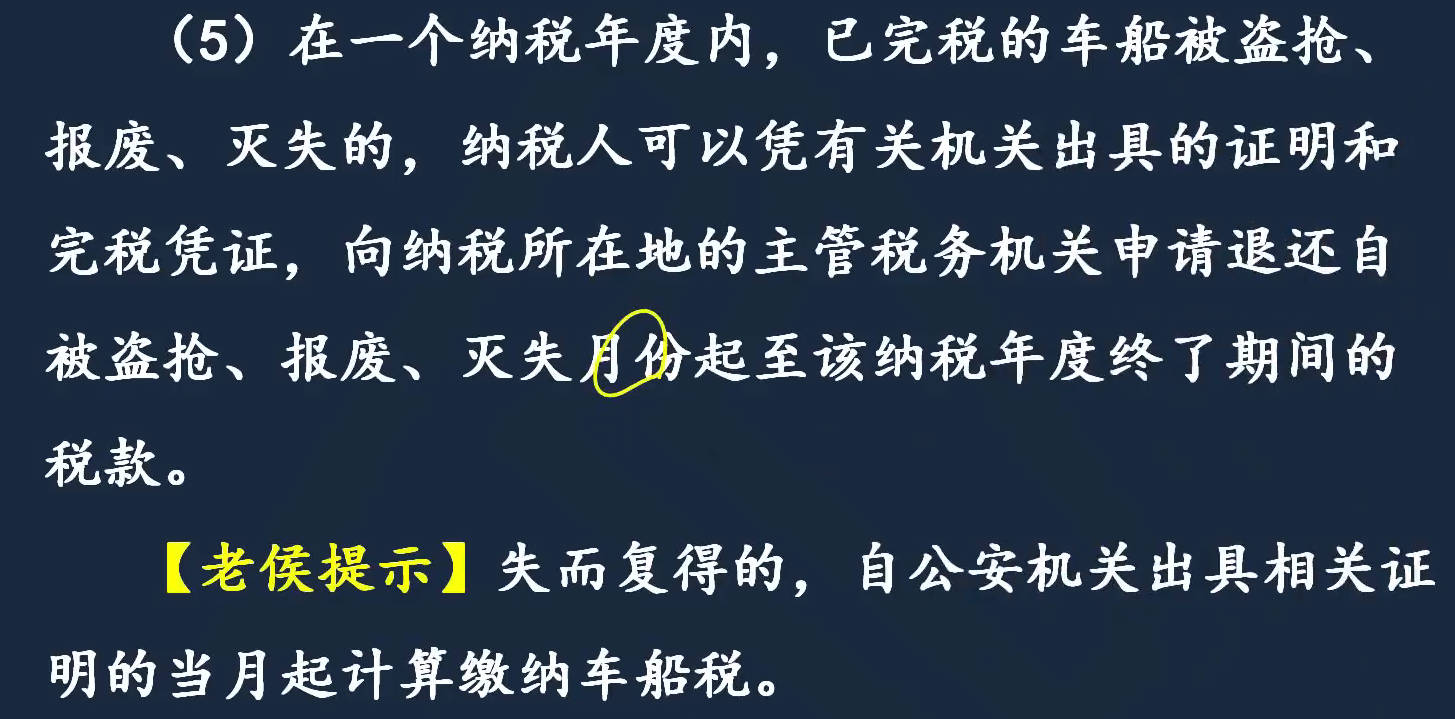 （5）在一个纳税年度内，已完税的车船被盗抢、
报废、灭失的，纳税人可以凭有关机关出具的证明和
完税凭证，向纳税所在地的主管税务机关申请退还自
被盗抢、报废、灭失月份起至该纳税年度终了期间的
税款。
【老侯提示】失而复得的，自公安机关出具相关证
明的当月起计算缴纳车船税。